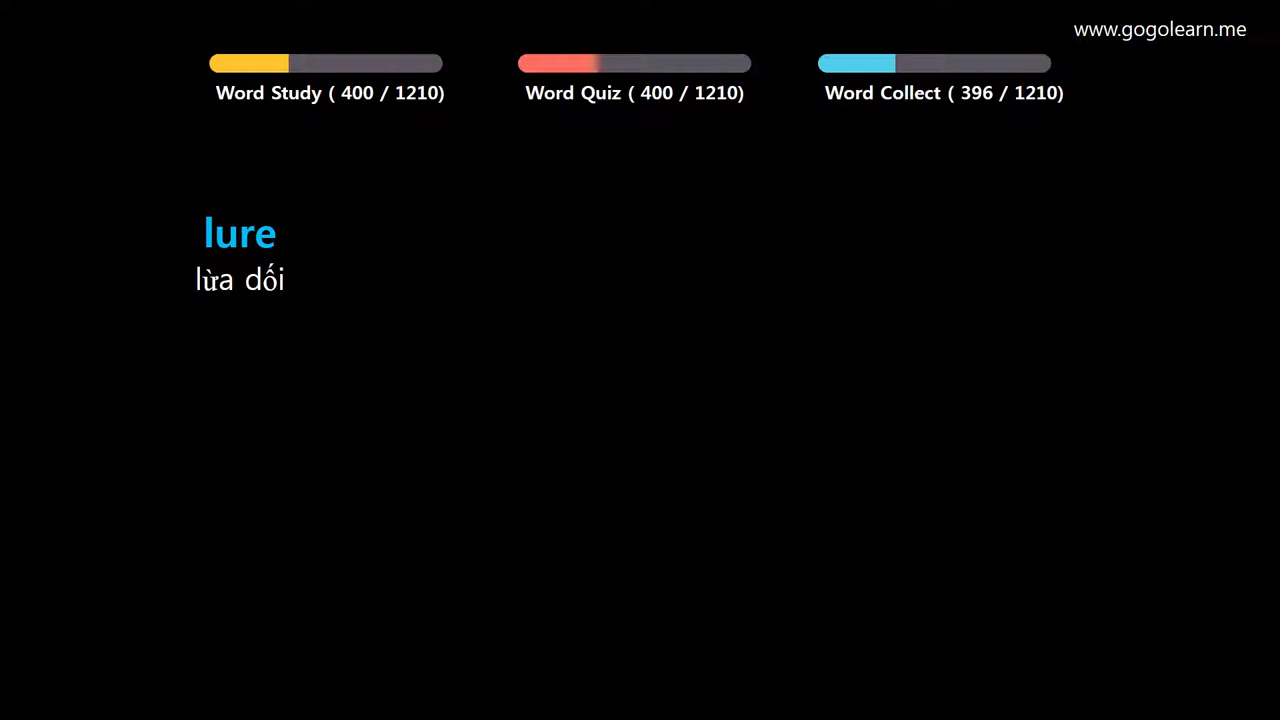 www.gogolearn.me
Word Study ( 400 / 1210)
Word Quiz ( 400 / 1210)
Word Collect ( 396 / 1210)
lure
lừa dối